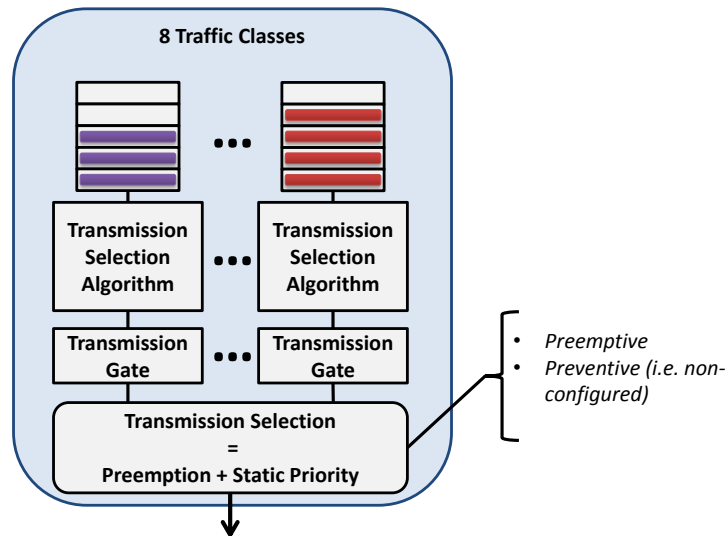 8 Traffic Classes
...
Transmission
Selection
Algorithm
...
Transmission
Selection
Algorithm
Transmission
Gate
...
Transmission
Gate
Transmission Selection
=
Preemption + Static Priority
• Preemptive
• Preventive (i.e. non-
configured)